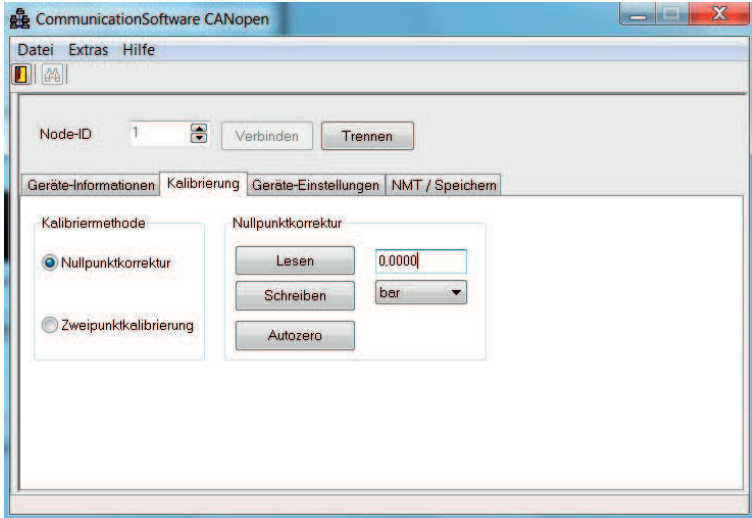 CommunicationSoftware CANopen
Datei Extras Hilfe
Node-ID 1 Verbinden Trennen
Geräte-Informationen Kalibrierung Geräte-Einstellungen NMT / Speichern
Kalibriermethode Nullpunktkorrektur
Nullpunktkorrektur Lesen 0.0000
Schreiben bar
Zweipunktkalibrierung Autozero